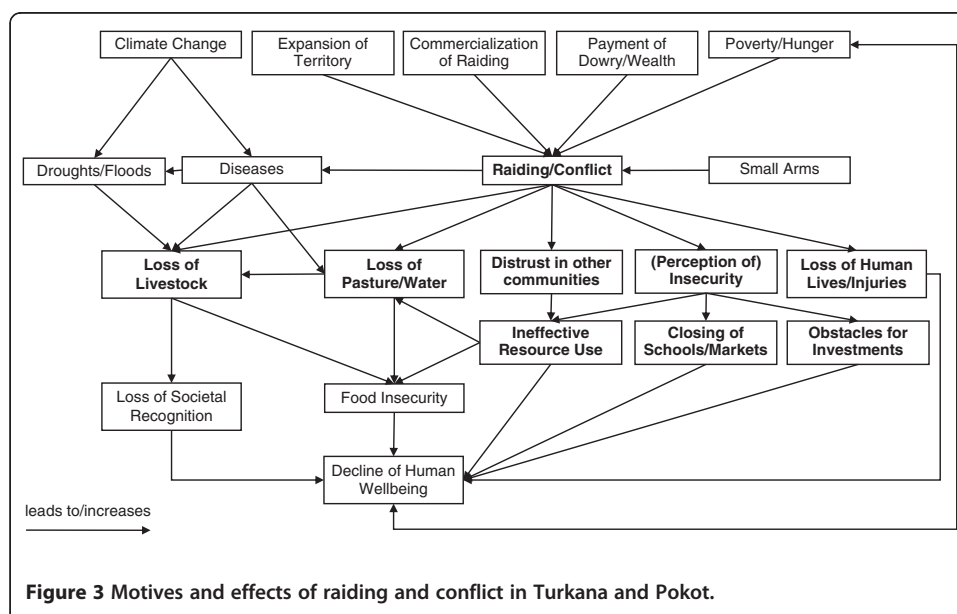 Climate Change
Expansion of
Territory
Commercialization
of Raiding
Payment of
Dowry/Wealth
Poverty/Hunger
Droughts/Floods
Diseases
Raiding/Conflict
Small Arms
Loss of
Livestock
Loss of
Pasture/Water
Distrust in other
communities
(Perception of)
Insecurity
Loss of Human
Lives/Injuries
Ineffective
Resource Use
Closing of
Schools/Markets
Obstacles for
Investments
Loss of Societal
Recognition
Food Insecurity
Decline of Human
Wellbeing
leads to/increases
Figure 3 Motives and effects of raiding and conflict in Turkana and Pokot.